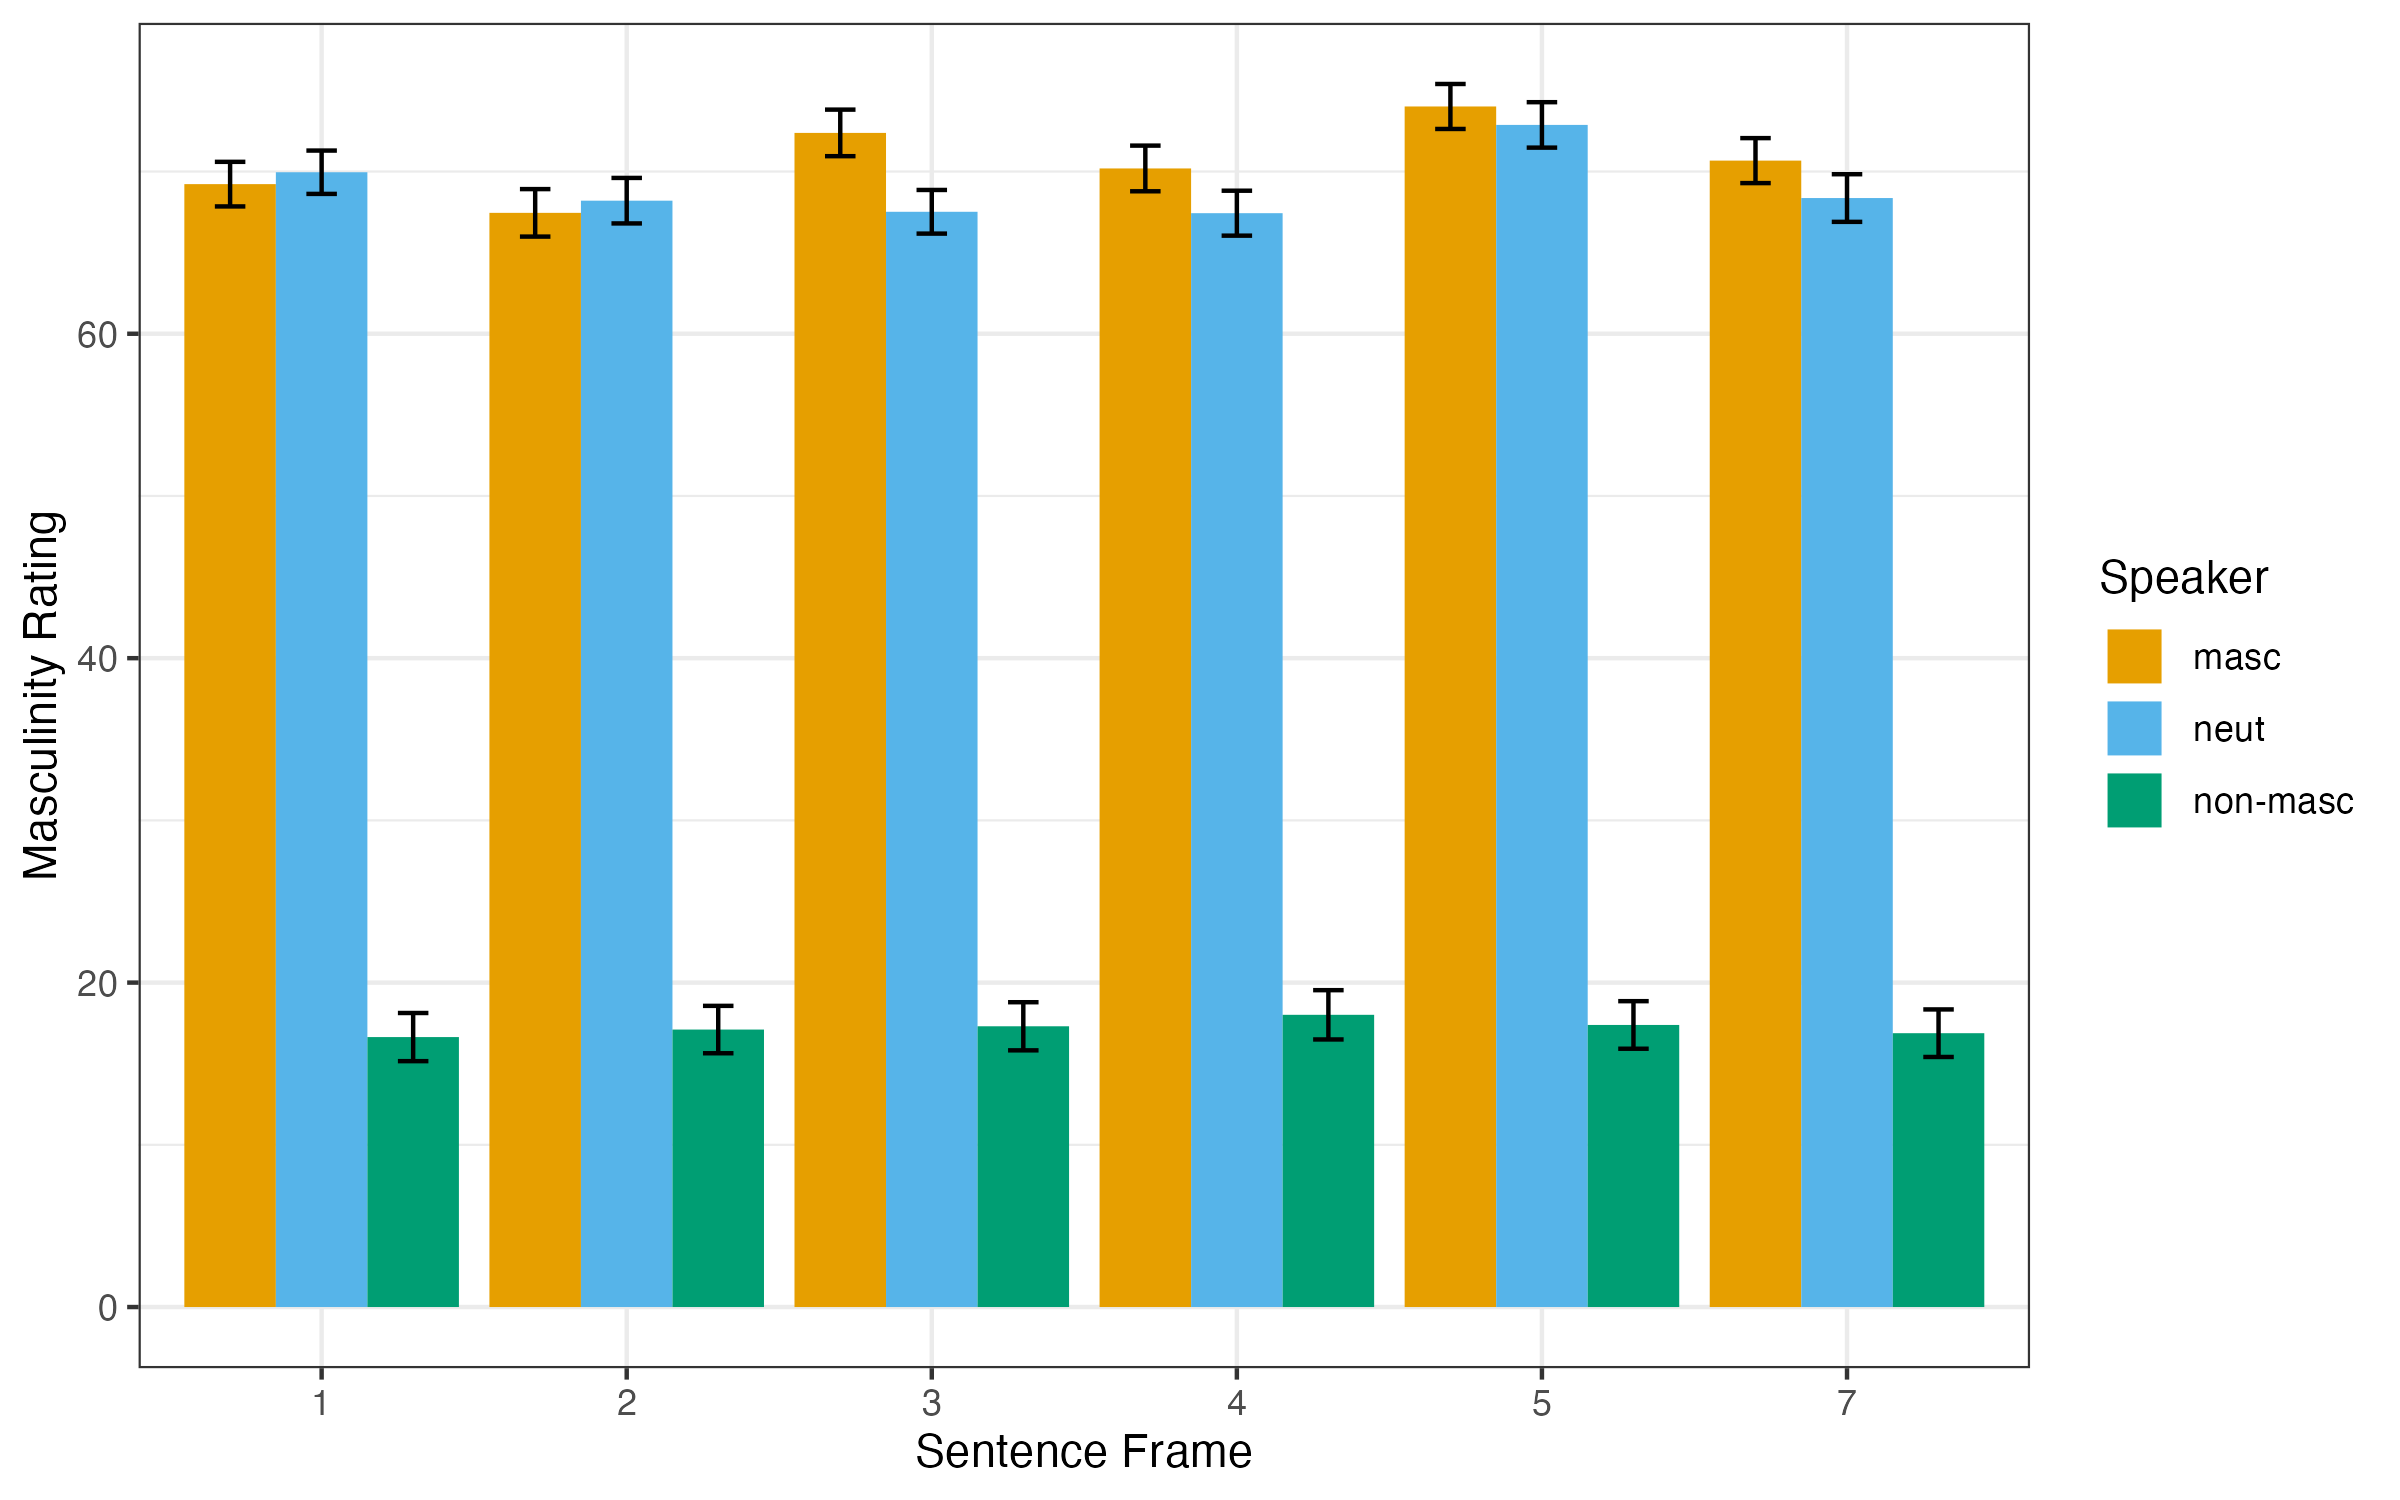 Masculinity Rating
60
40
20
0
1 2 3 4 5 7
Sentence Frame
Speaker
masc
neut
non-masc